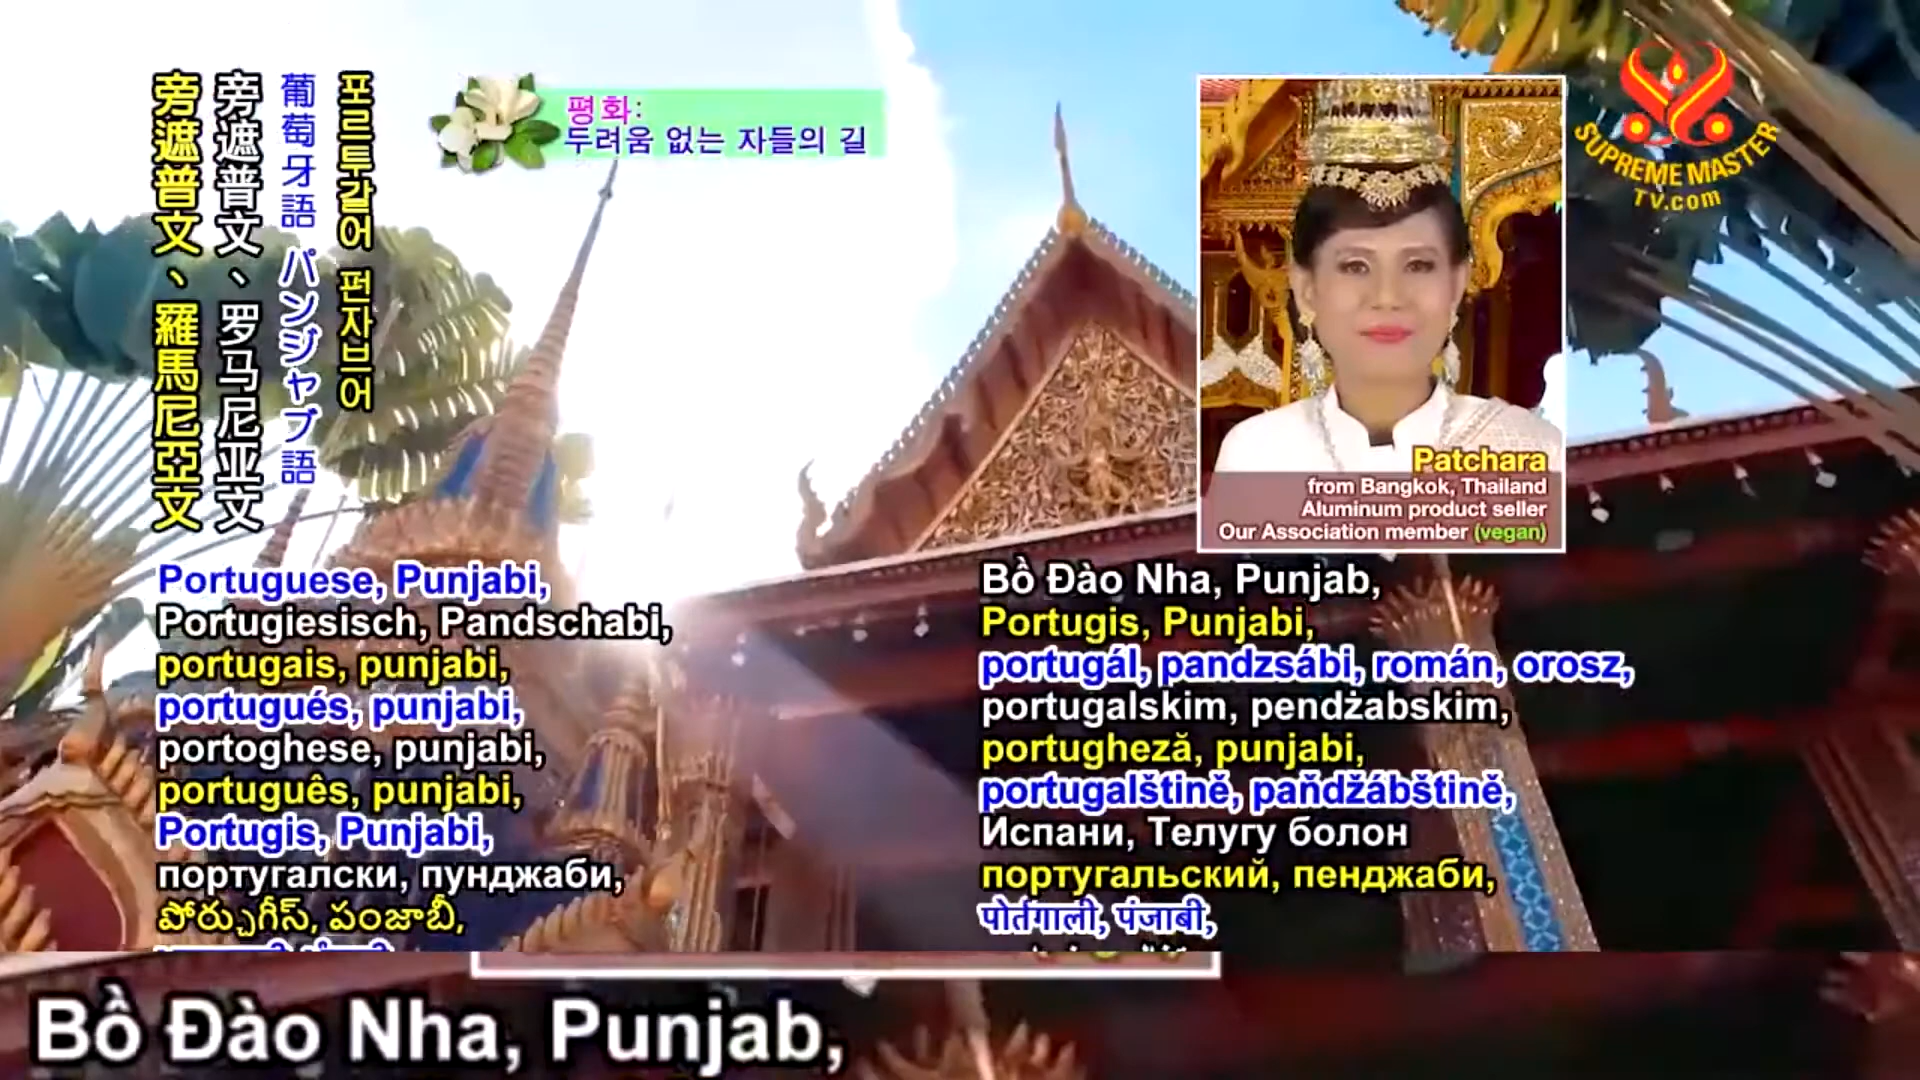 旁遮普文、羅馬尼亞文
旁遮普文、罗马尼亚文
葡萄牙語 パンジャブ語
포르투갈어 펀자브어
평화:
두려움 없는 자들의 길
SUPREME MASTER
TV.com
Patchara
from Bangkok, Thailand
Aluminum product seller
Our Association member (vegan)
Portuguese, Punjabi,
Portugiesisch, Pandschabi,
portugais, punjabi,
portugués, punjabi,
portoghese, punjabi,
português, punjabi,
Portugis, Punjabi,
португалски, пунджаби,
పోర్చుగీస్, పంజాబీ,
Bồ Đào Nha, Punjab,
Portugis, Punjabi,
portugál, pandzsábi, román, orosz,
portugalskim, pendżabskim,
portugheză, punjabi,
portugalštině, paňdžábštině,
Испани, Телугу болон
португальский, пенджаби,
पोर्तगाली, पंजाबी,
Bồ Đào Nha, Punjab,